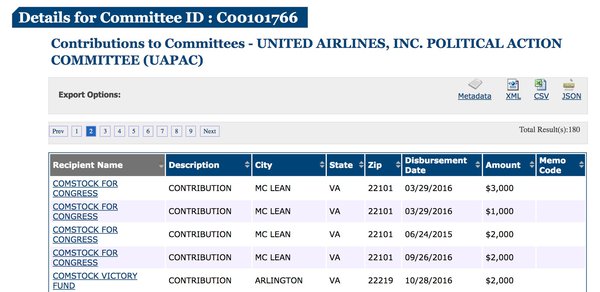 Details for Committee ID : C00101766
Contributions to Committees - UNITED AIRLINES, INC. POLITICAL ACTION
COMMITTEE (UAPAC)
Export Options:
Metadata XML CSV JSON
Prev 1 2 3 4 5 6 7 8 9 Next Total Result(s):180
Recipient Name Description City State Zip Disbursement Date Amount Memo Code
COMSTOCK FOR CONGRESS CONTRIBUTION MC LEAN VA 22101 03/29/2016 $3,000
COMSTOCK FOR CONGRESS CONTRIBUTION MC LEAN VA 22101 03/29/2016 $1,000
COMSTOCK FOR CONGRESS CONTRIBUTION MC LEAN VA 22101 06/24/2015 $2,000
COMSTOCK FOR CONGRESS CONTRIBUTION MC LEAN VA 22101 09/26/2016 $2,000
COMSTOCK VICTORY FUND CONTRIBUTION ARLINGTON VA 22219 10/28/2016 $2,000